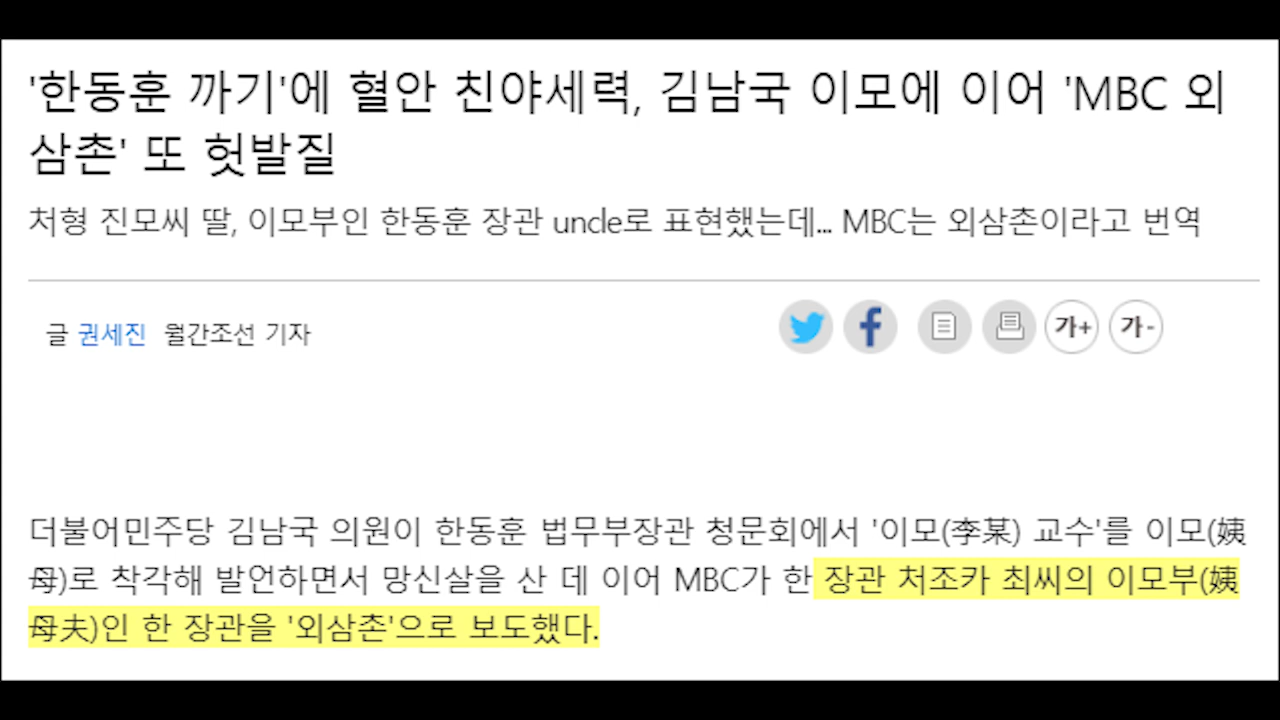 '한동훈 까기'에 혈안 친야세력, 김남국 이모에 이어 'MBC 외
삼촌' 또 헛발질
처형 진모씨 딸, 이모부인 한동훈 장관 uncle로 표현했는데... MBC는 외삼촌이라고 번역
글 권세진 월간조선 기자
가+ 가-
더불어민주당 김남국 의원이 한동훈 법무부장관 청문회에서 '이모(李某) 교수'를 이모(姨
母)로 착각해 발언하면서 망신살을 산 데 이어 MBC가 한 장관 처조카 최씨의 이모부(姨
母夫)인 한 장관을 '외삼촌'으로 보도했다.